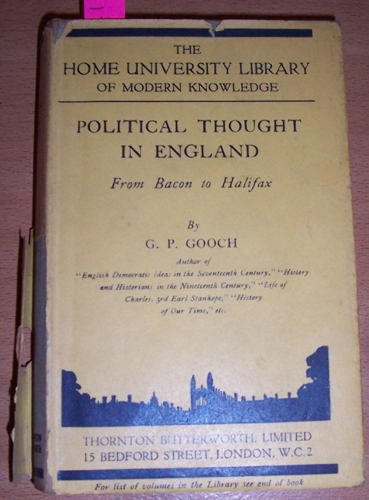 THE
HOME UNIVERSITY LIBRARY
OF MODERN KNOWLEDGE
POLITICAL THOUGHT
IN ENGLAND
From Bacon to Halifax
By
G. P. GOOCH
Author of
"English Democratic Ideas in the Seventeenth Century," "History
and Historians in the Nineteenth Century," "Life of
Charles, 3rd Earl Stanhope," "History
of Our Time," etc.
THORNTON BUTTERWORTH, LIMITED
15 BEDFORD STREET, LONDON, W.C.2
For list of volumes in the Library see end of book